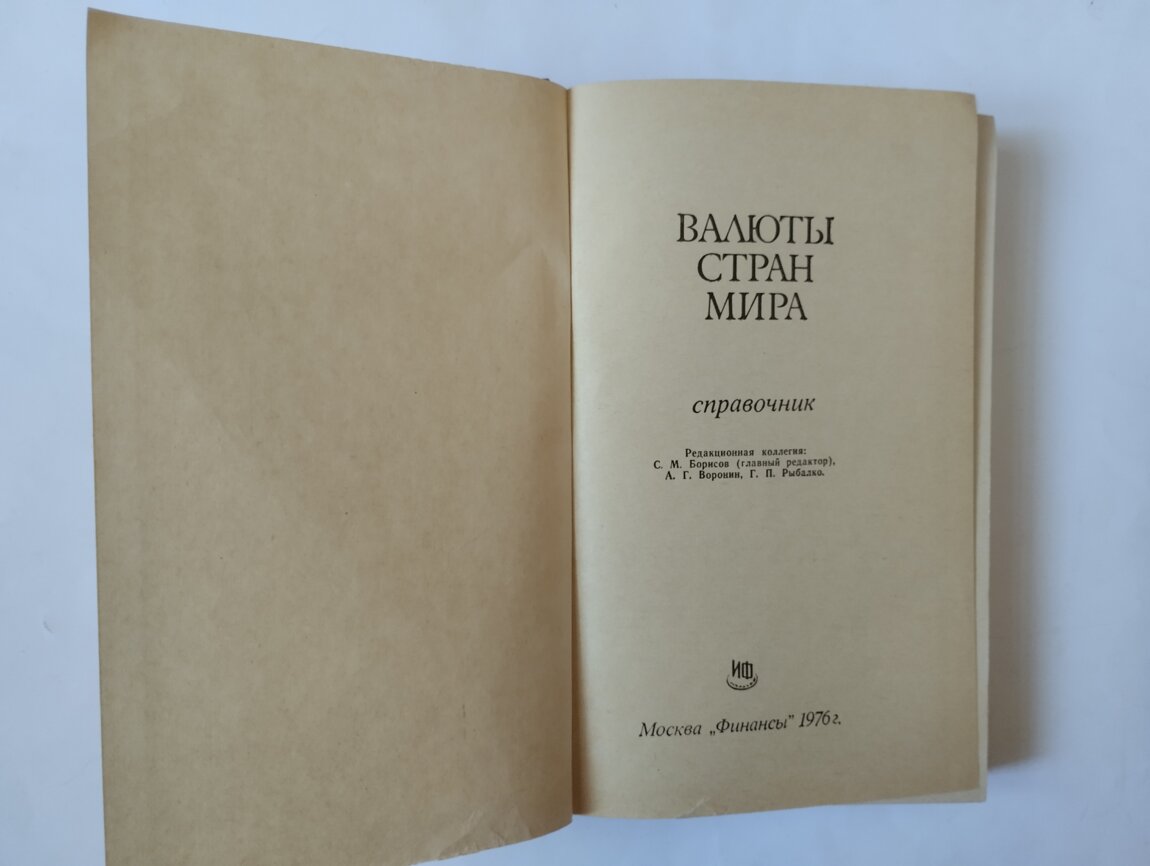 ВАЛЮТЫ
СТРАН
МИРА
справочник
Редакционная коллегия:
С. М. Борисов (главный редактор),
А. Г. Воронин, Г. П. Рыбалко.
ИФ
Москва „Финансы" 1976 г.